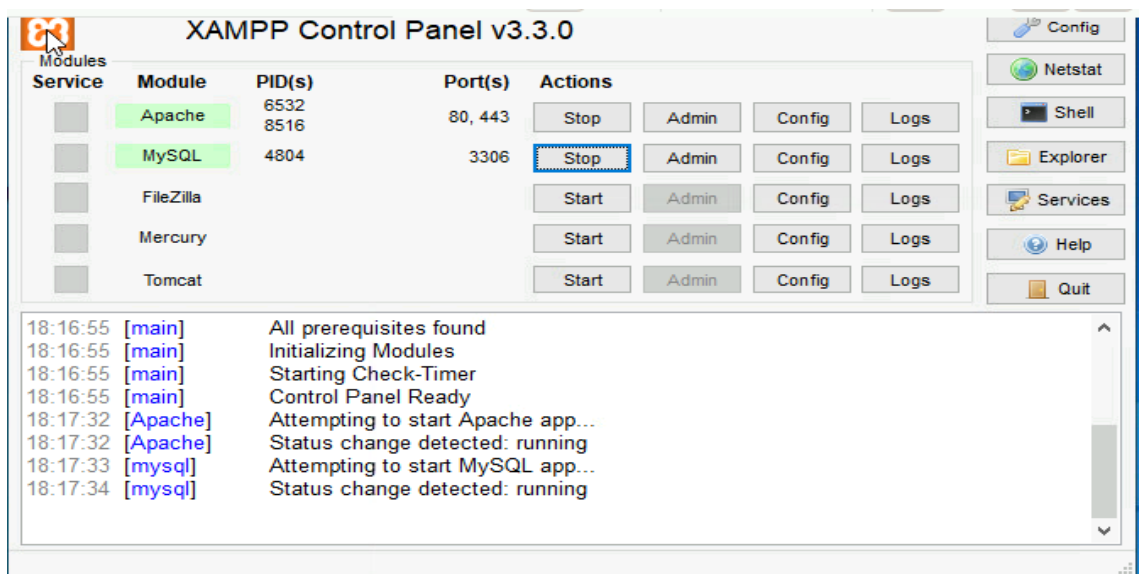 XAMPP Control Panel v3.3.0
Config
Modules
Service Module PID(s) Port(s) Actions
Netstat
Apache 6532 8516 80, 443 Stop Admin Config Logs
Shell
MySQL 4804 3306 Stop Admin Config Logs
Explorer
FileZilla Start Admin Config Logs
Services
Mercury Start Admin Config Logs
Help
Tomcat Start Admin Config Logs
Quit
18:16:55 [main] All prerequisites found
18:16:55 [main] Initializing Modules
18:16:55 [main] Starting Check-Timer
18:16:55 [main] Control Panel Ready
18:17:32 [Apache] Attempting to start Apache app...
18:17:32 [Apache] Status change detected: running
18:17:33 [mysql] Attempting to start MySQL app...
18:17:34 [mysql] Status change detected: running